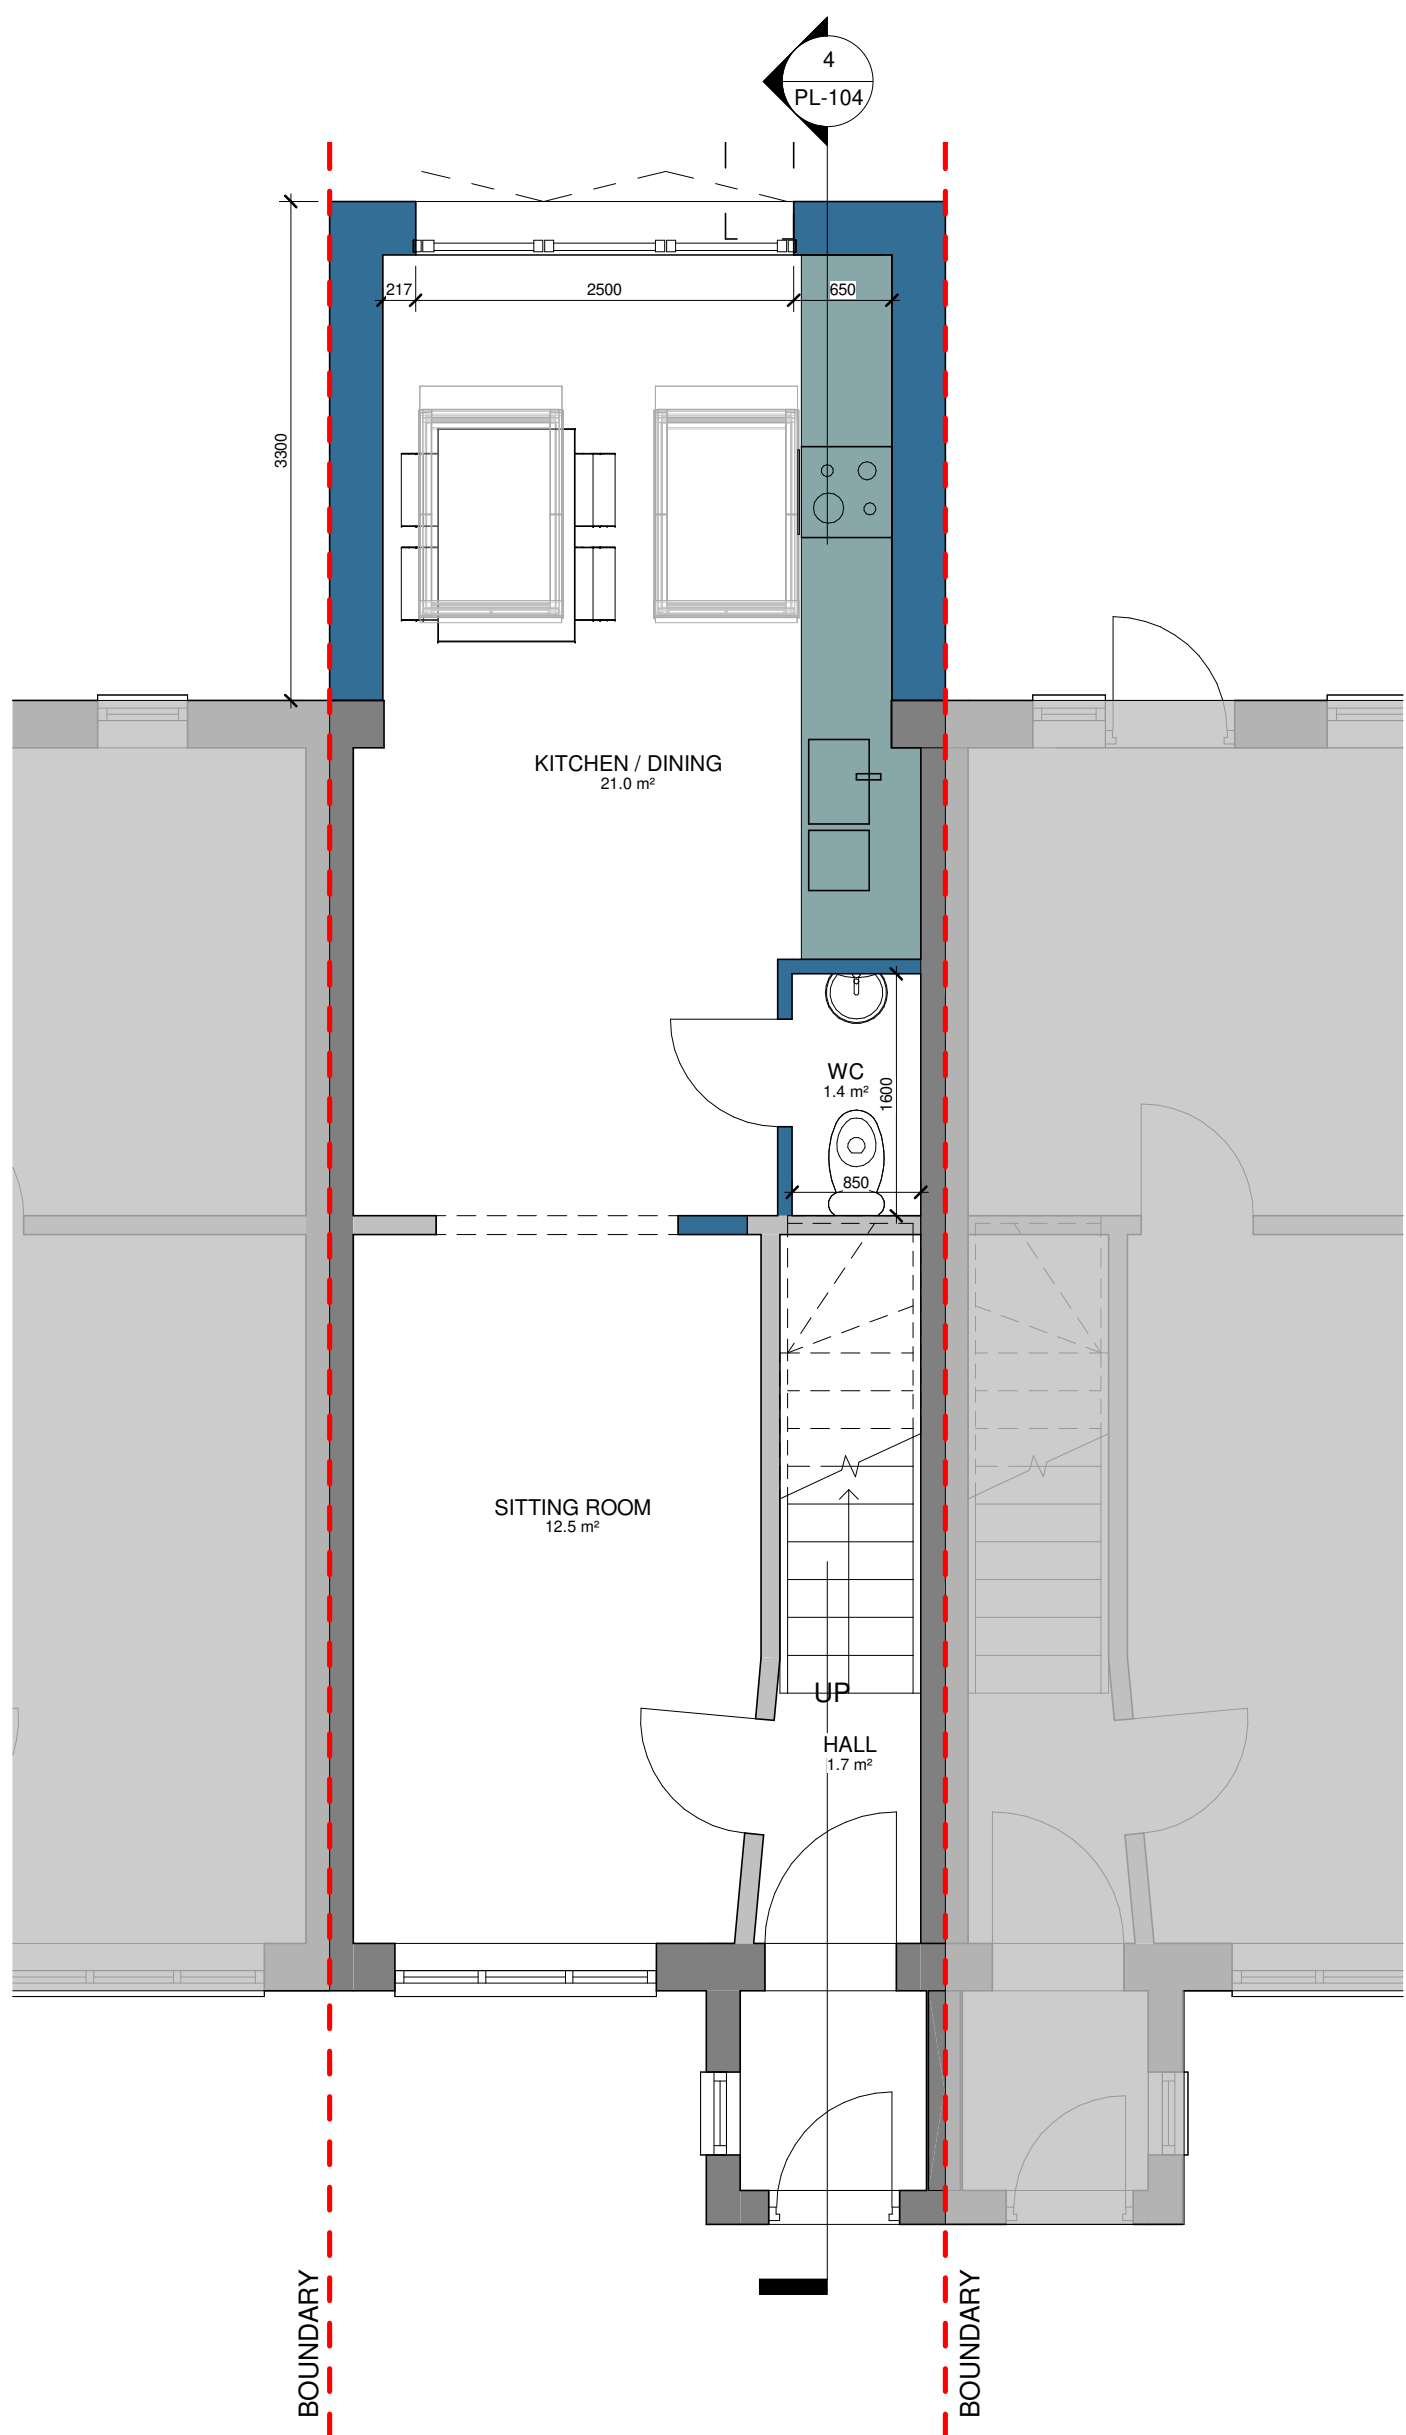 4
PL-104
217
2500
650
3300
KITCHEN / DINING
21.0 m²
WC
1.4 m²
1600
850
SITTING ROOM
12.5 m²
UP
HALL
1.7 m²
BOUNDARY
BOUNDARY